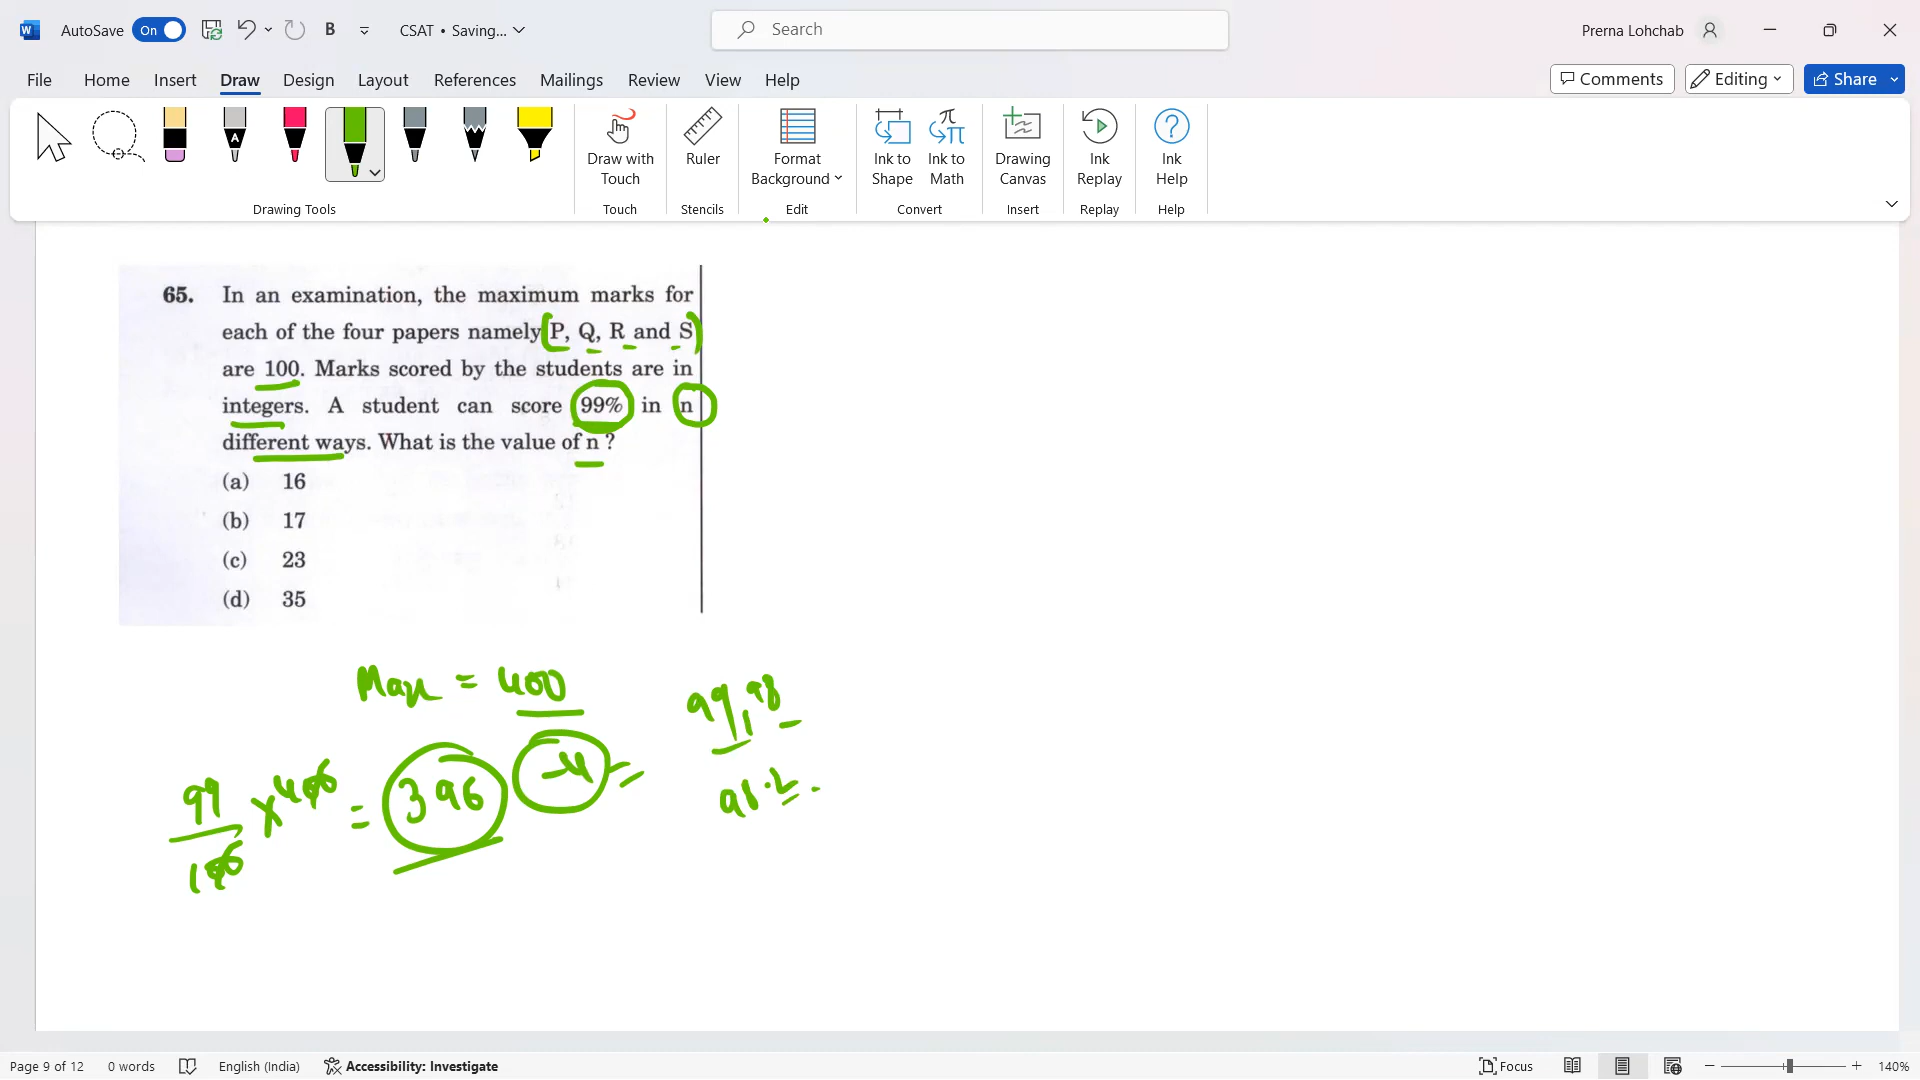 AutoSave On B CSAT • Saving... Search Prerna Lohchab
File Home Insert Draw Design Layout References Mailings Review View Help Comments Editing Share
Draw with Touch Ruler Format Background Ink to Shape Ink to Math Drawing Canvas Ink Replay Ink Help
Drawing Tools Touch Stencils Edit Convert Insert Replay Help
65. In an examination, the maximum marks for
each of the four papers namely P, Q, R and S
are 100. Marks scored by the students are in
integers. A student can score 99% in n
different ways. What is the value of n ?
(a) 16
(b) 17
(c) 23
(d) 35
Max = 400
99, 98
99/100 x 400 = 396 -4 =
98.2.
Page 9 of 12 0 words English (India) Accessibility: Investigate Focus 140%